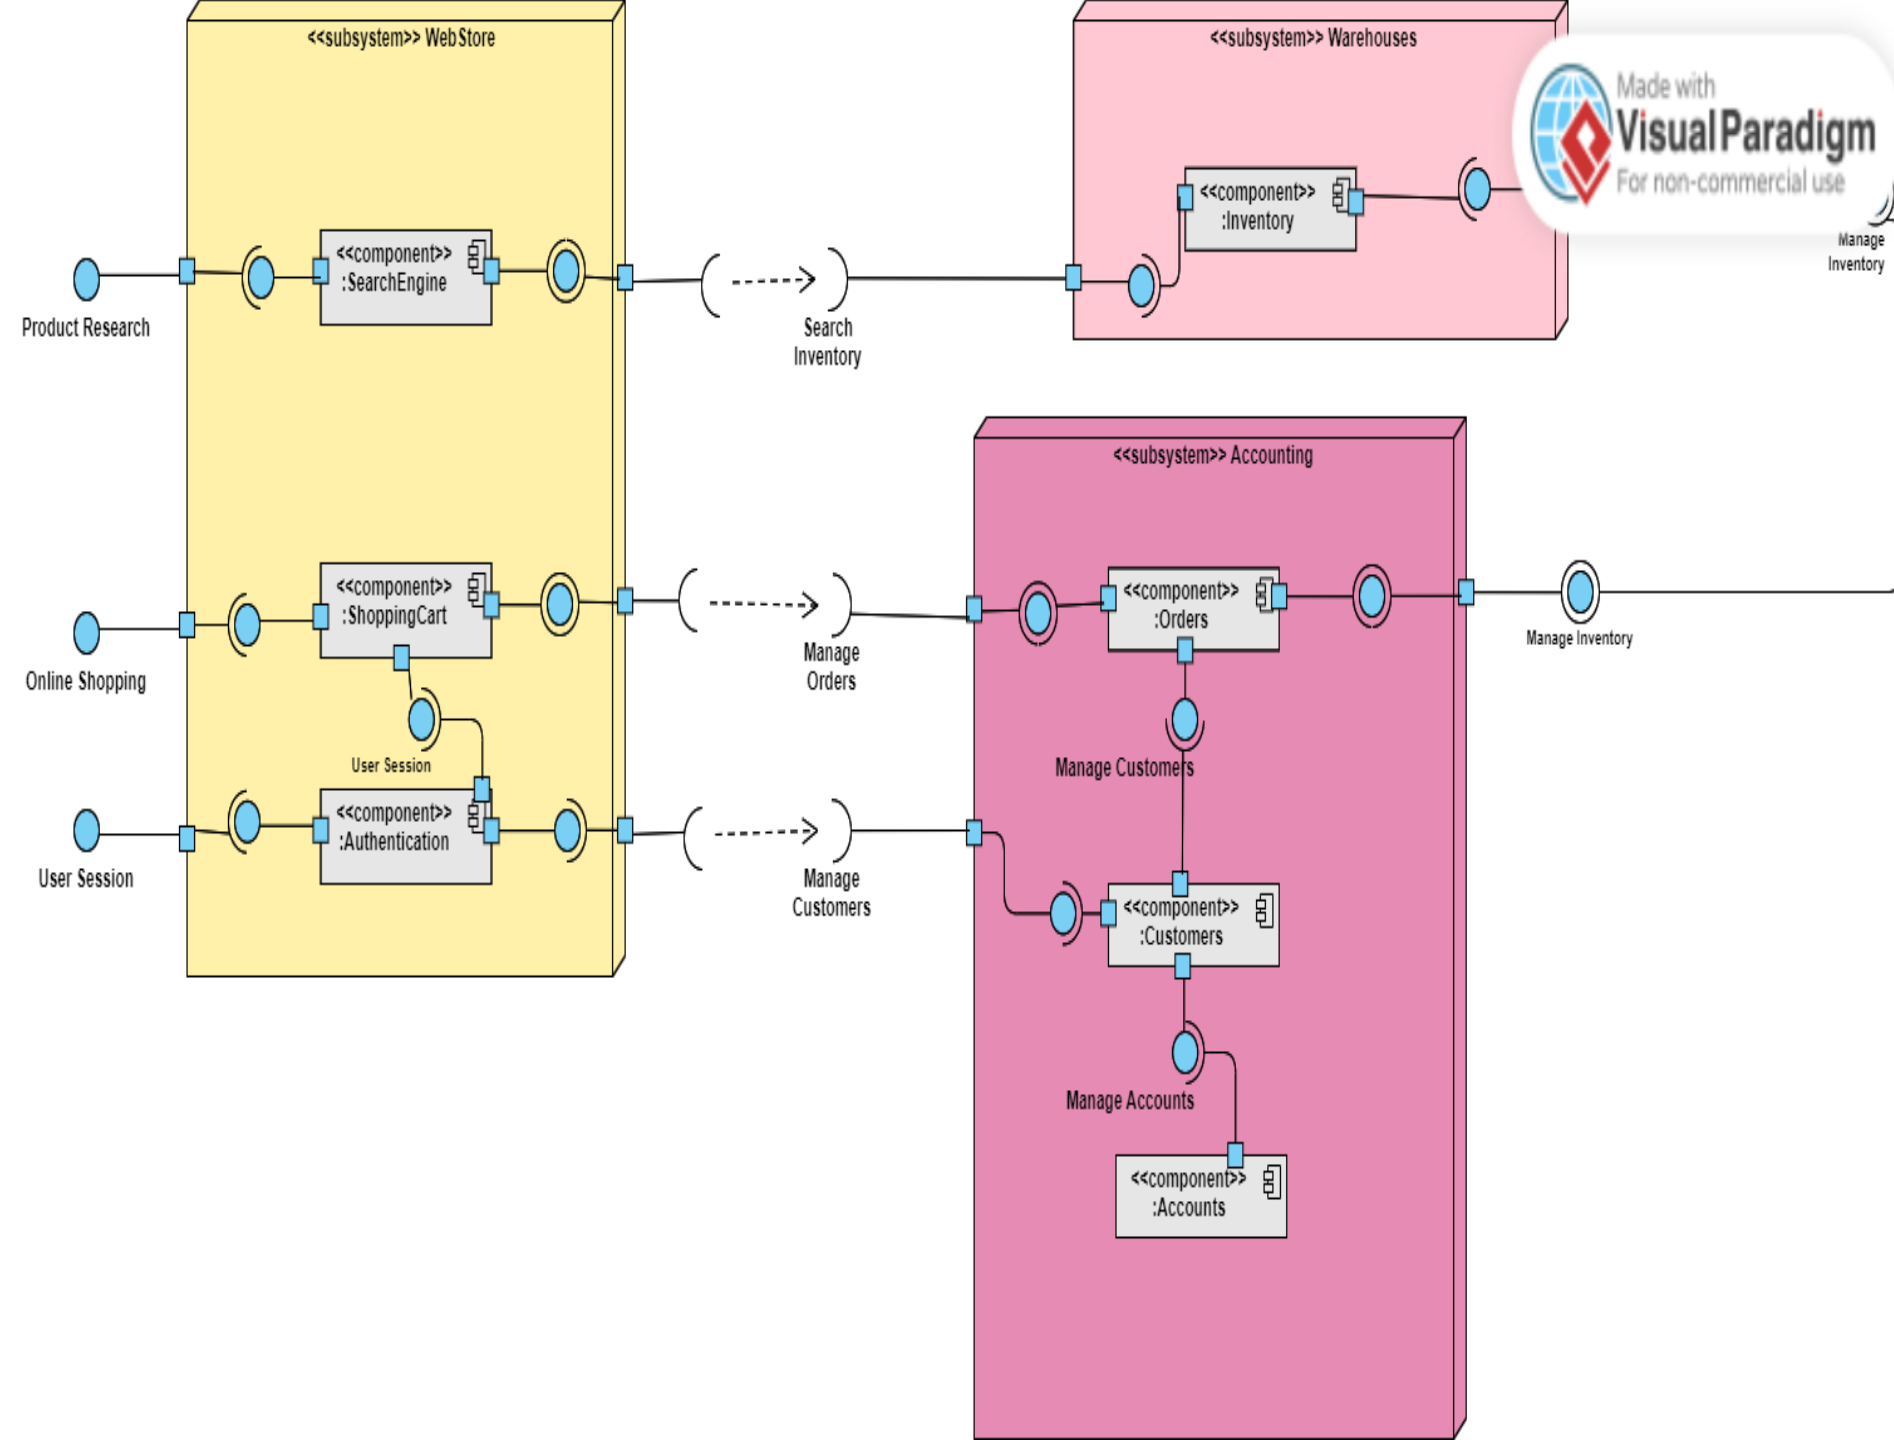 <<subsystem>> WebStore
<<subsystem>> Warehouses
Made with
Visual Paradigm
For non-commercial use
<<component>>
:Inventory
Manage
Inventory
<<component>>
:SearchEngine
Product Research
Search
Inventory
<<subsystem>> Accounting
<<component>>
:ShoppingCart
<<component>>
:Orders
Manage Inventory
Online Shopping
Manage
Orders
User Session
Manage Customers
<<component>>
:Authentication
User Session
Manage
Customers
<<component>>
:Customers
Manage Accounts
<<component>>
:Accounts